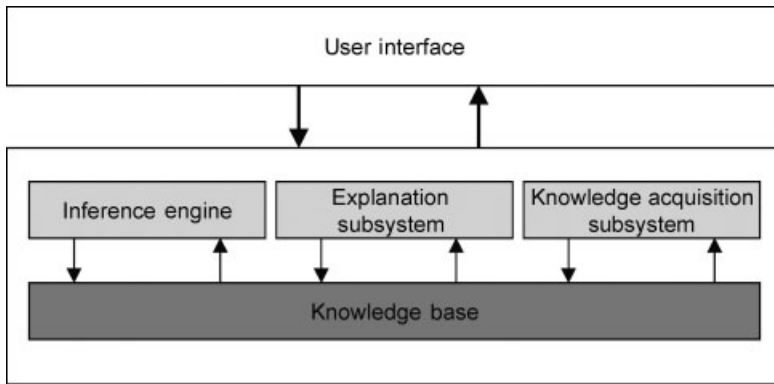 User interface
Inference engine
Explanation
subsystem
Knowledge acquisition
subsystem
Knowledge base